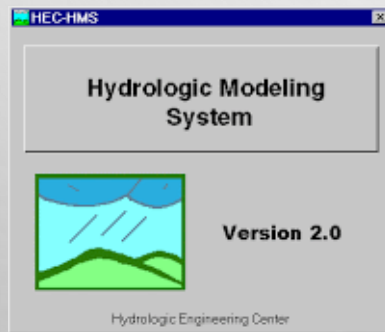 HEC-HMS
Hydrologic Modeling
System
Version 2.0
Hydrologic Engineering Center